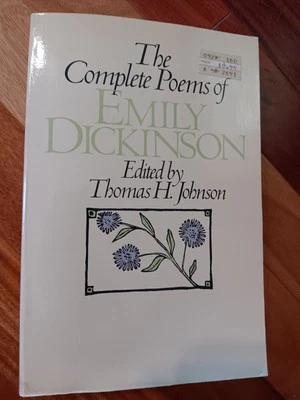 The
Complete Poems of
EMILY
DICKINSON
Edited by
Thomas H. Johnson